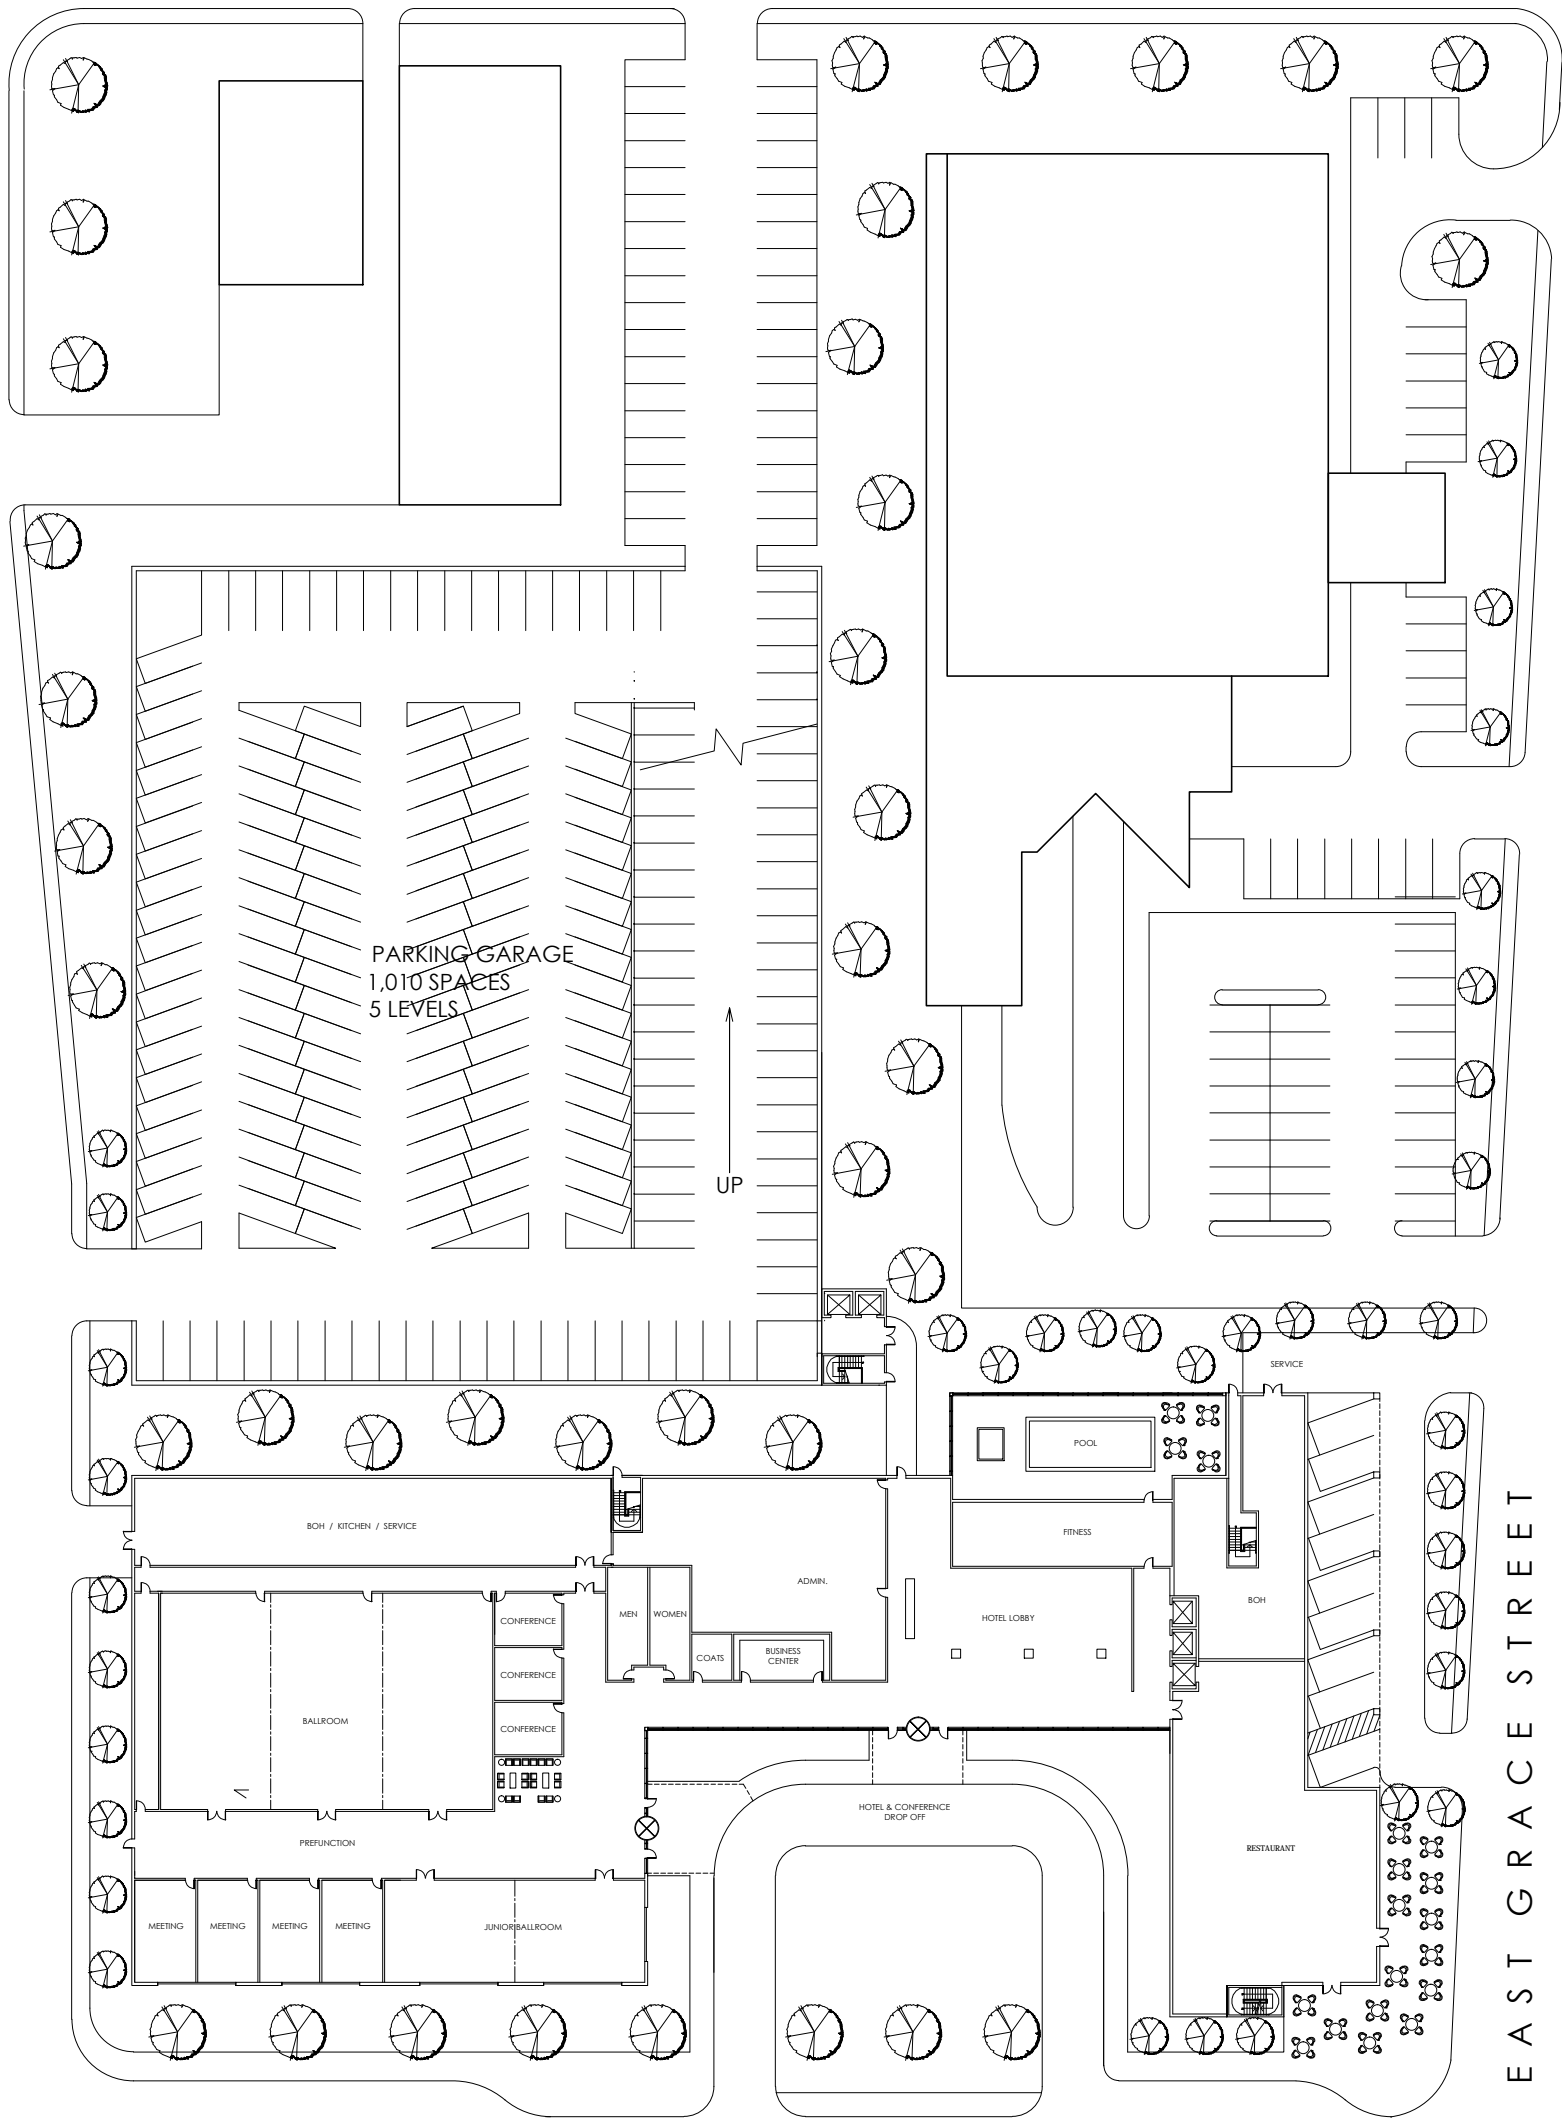 PARKING GARAGE
1,010 SPACES
5 LEVELS
UP
SERVICE
POOL
BOH / KITCHEN / SERVICE
FITNESS
ADMIN.
BOH
MEN
WOMEN
HOTEL LOBBY
CONFERENCE
COATS
BUSINESS
CENTER
CONFERENCE
BALLROOM
CONFERENCE
HOTEL & CONFERENCE
DROP OFF
PREFUNCTION
RESTAURANT
MEETING
MEETING
MEETING
MEETING
JUNIOR BALLROOM
EAST GRACE STREET